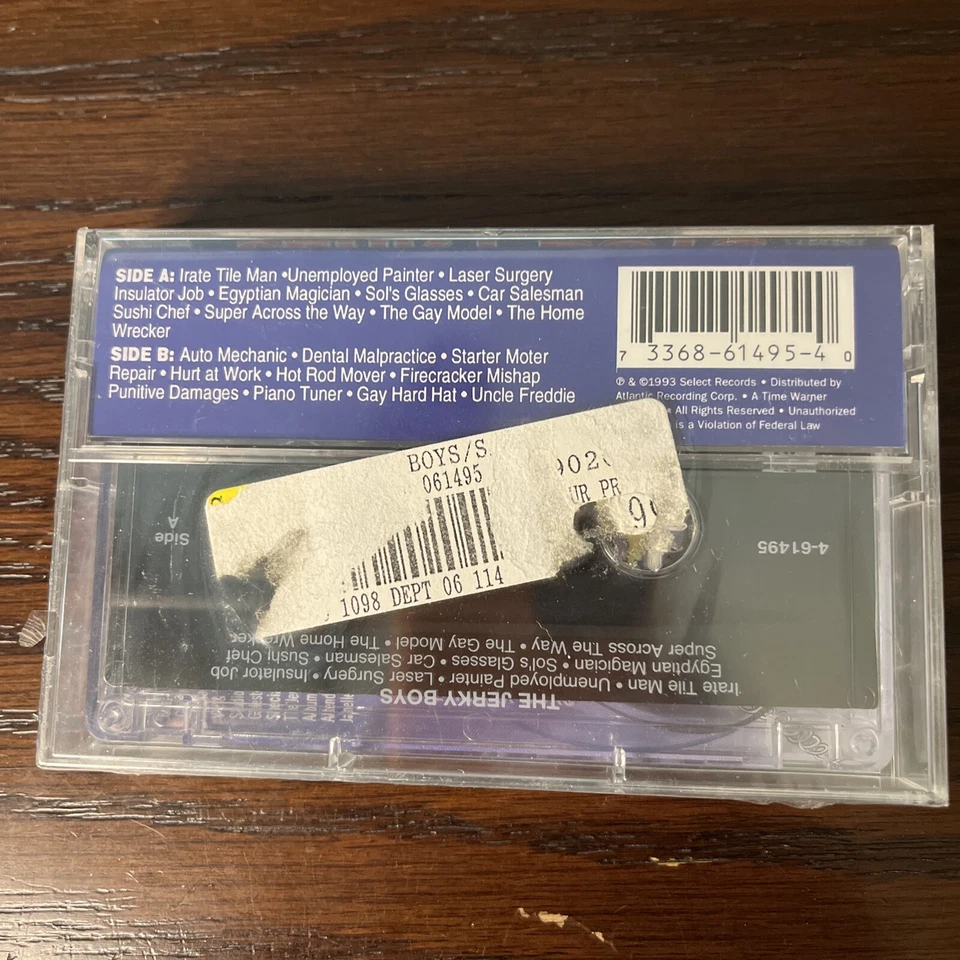 SIDE A: Irate Tile Man •Unemployed Painter • Laser Surgery
Insulator Job • Egyptian Magician • Sol's Glasses • Car Salesman
Sushi Chef • Super Across the Way • The Gay Model • The Home
Wrecker
SIDE B: Auto Mechanic • Dental Malpractice • Starter Moter
Repair • Hurt at Work • Hot Rod Mover • Firecracker Mishap
Punitive Damages • Piano Tuner • Gay Hard Hat • Uncle Freddie
7 3368-61495-4 0
℗ & ©1993 Select Records • Distributed by
Atlantic Recording Corp. • A Time Warner
• All Rights Reserved • Unauthorized
is a Violation of Federal Law
BOYS/S
061495
902
UR PR
9
1098 DEPT 06 114
Side
A
4-61495
THE JERKY BOYS
Irate Tile Man • Unemployed Painter • Laser Surgery • Insulator Job
Egyptian Magician • Sol's Glasses • Car Salesman • Sushi Chef
Super Across The Way • The Gay Model • The Home Wrecker